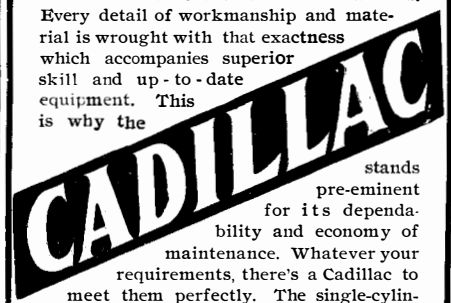 Every detail of workmanship and mate-
rial is wrought with that exactness
which accompanies superior
skill and up-to-date
equipment. This
is why the
CADILLAC
stands
pre-eminent
for its dependa-
bility and economy of
maintenance. Whatever your
requirements, there's a Cadillac to
meet them perfectly. The single-cylin-